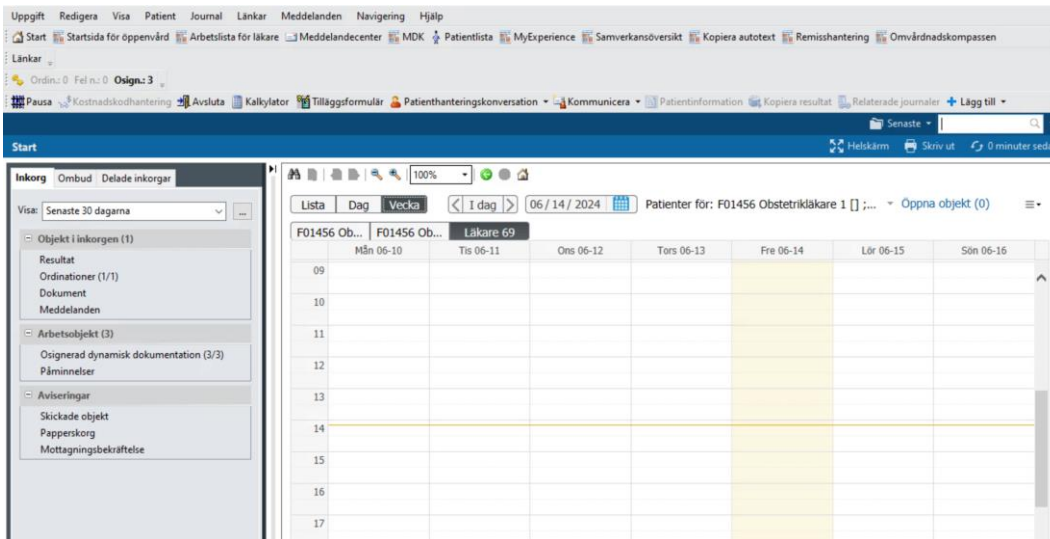 Uppgift Redigera Visa Patient Journal Länkar Meddelanden Navigering Hjälp
Start Startsida för öppenvård Arbetslista för läkare Meddelandecenter MDK Patientlista MyExperience Samverkansöversikt Kopiera autotext Remisshantering Omvårdnadskompassen
Länkar
Ordin.: 0 Fel n.: 0 Osign.: 3
Pausa Kostnadskodhantering Avsluta Kalkylator Tilläggsformulär Patienthanteringskonversation Kommunicera Patientinformation Kopiera resultat Relaterade journaler Lägg till
Senaste
Start Helskärm Skriv ut 0 minuter seda
Inkorg Ombud Delade inkorgar
Visa: Senaste 30 dagarna ...
Objekt i inkorgen (1)
Resultat
Ordinationer (1/1)
Dokument
Meddelanden
Arbetsobjekt (3)
Osignerad dynamisk dokumentation (3/3)
Påminnelser
Aviseringar
Skickade objekt
Papperskorg
Mottagningsbekräftelse
100%
Lista Dag Vecka I dag 06/14/2024 Patienter för: F01456 Obstetrikläkare 1 [] ;... Öppna objekt (0)
F01456 Ob... F01456 Ob... Läkare 69
Mån 06-10 Tis 06-11 Ons 06-12 Tors 06-13 Fre 06-14 Lör 06-15 Sön 06-16
09
10
11
12
13
14
15
16
17